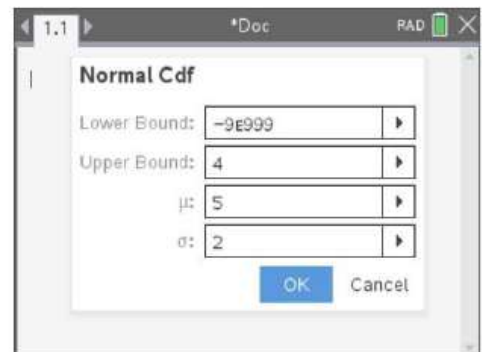 1.1 *Doc RAD
Normal Cdf
Lower Bound: -9E999
Upper Bound: 4
μ: 5
σ: 2
OK Cancel